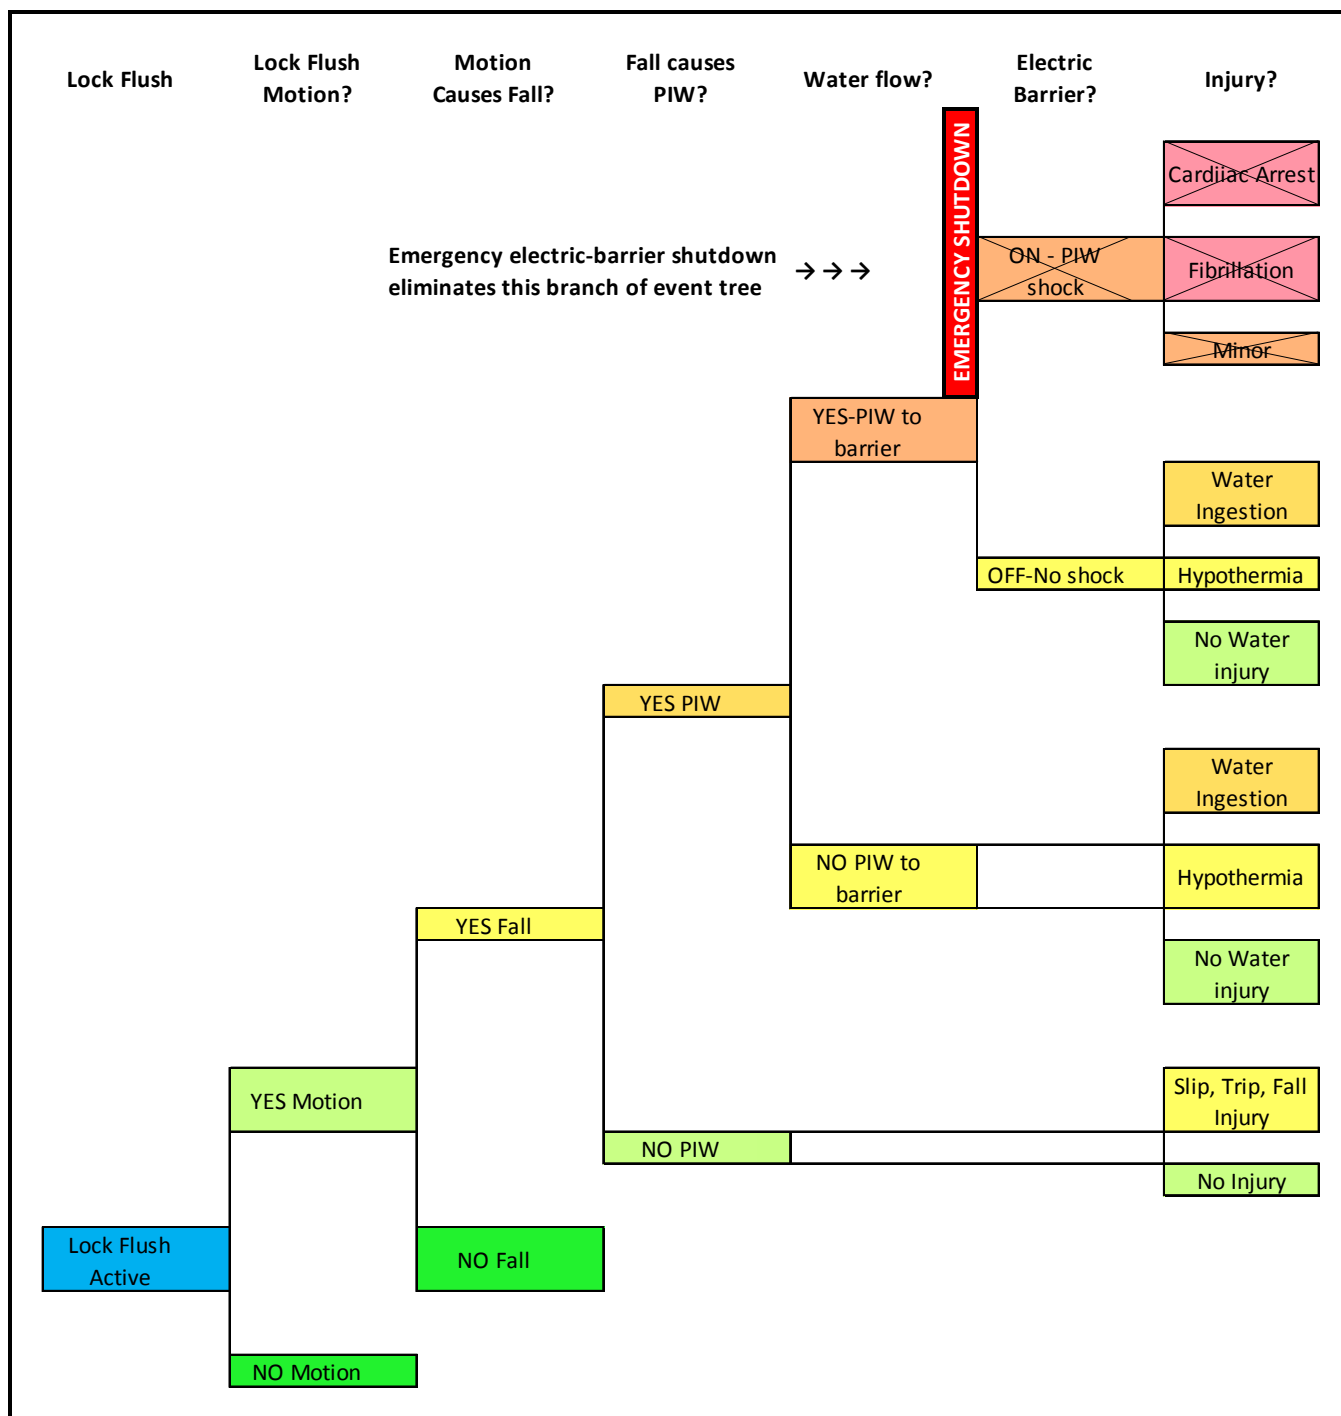 Lock Flush
Lock Flush
Motion?
Motion
Causes Fall?
Fall causes
PIW?
Water flow?
Electric
Barrier?
Injury?
EMERGENCY SHUTDOWN
Cardiiac Arrest
Emergency electric-barrier shutdown
eliminates this branch of event tree
→→→
ON - PIW
shock
Fibrillation
Minor
YES-PIW to
barrier
Water
Ingestion
OFF-No shock
Hypothermia
No Water
injury
YES PIW
Water
Ingestion
NO PIW to
barrier
Hypothermia
YES Fall
No Water
injury
YES Motion
Slip, Trip, Fall
Injury
NO PIW
No Injury
Lock Flush
Active
NO Fall
NO Motion